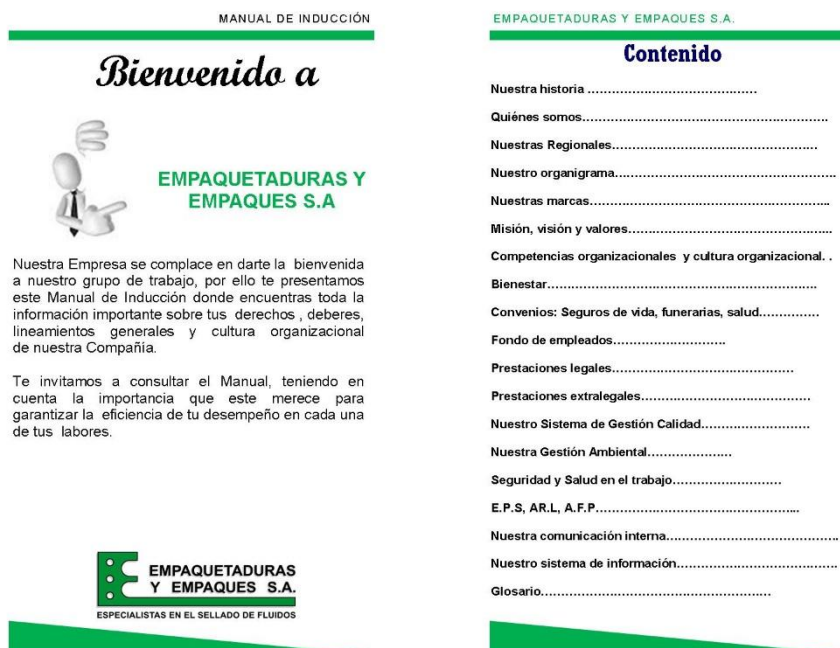 MANUAL DE INDUCCIÓN
Bienvenido a
EMPAQUETADURAS Y
EMPAQUES S.A
Nuestra Empresa se complace en darte la bienvenida
a nuestro grupo de trabajo, por ello te presentamos
este Manual de Inducción donde encuentras toda la
información importante sobre tus derechos , deberes,
lineamientos generales y cultura organizacional
de nuestra Compañía.
Te invitamos a consultar el Manual, teniendo en
cuenta la importancia que este merece para
garantizar la eficiencia de tu desempeño en cada una
de tus labores.
EMPAQUETADURAS
Y EMPAQUES S.A.
ESPECIALISTAS EN EL SELLADO DE FLUIDOS
EMPAQUETADURAS Y EMPAQUES S.A.
Contenido
Nuestra historia ……………………………………
Quiénes somos…………………………………………………….
Nuestras Regionales……………………………………………
Nuestro organigrama……………………………………………….
Nuestras marcas…………………………………………………...
Misión, visión y valores…………………………………………...
Competencias organizacionales y cultura organizacional. .
Bienestar………………………………………………………….
Convenios: Seguros de vida, funerarias, salud……………
Fondo de empleados……………………….
Prestaciones legales………………………………………
Prestaciones extralegales……………………………………
Nuestro Sistema de Gestión Calidad………………………
Nuestra Gestión Ambiental…………………
Seguridad y Salud en el trabajo………………………
E.P.S, AR.L, A.F.P…………………………………………...
Nuestra comunicación interna…………………………………….
Nuestro sistema de información………………………………….
Glosario…………………………………………………